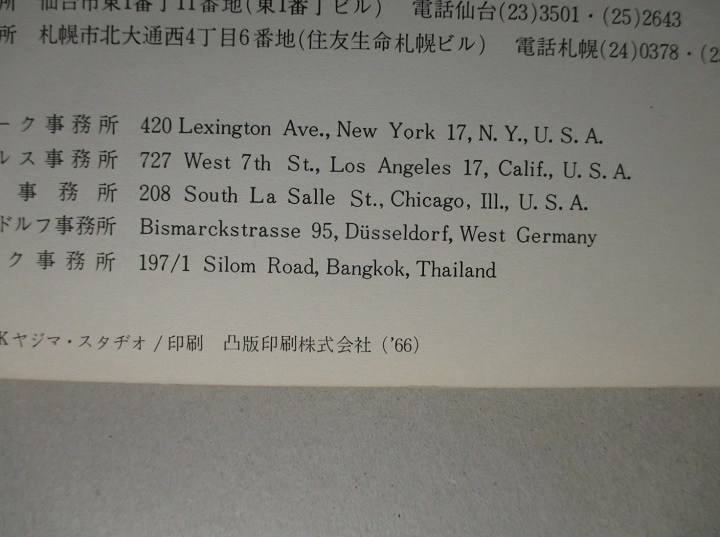 所 仙台市東1番丁11番地(東1番丁ビル) 電話仙台(23)3501・(25)2643
所 札幌市北大通西4丁目6番地(住友生命札幌ビル) 電話札幌(24)0378・(2
ーク事務所 420 Lexington Ave., New York 17, N. Y., U. S. A.
ルス事務所 727 West 7th St., Los Angeles 17, Calif., U. S. A.
事務所 208 South La Salle St., Chicago, Ill., U. S. A.
ドルフ事務所 Bismarckstrasse 95, Düsseldorf, West Germany
ク事務所 197/1 Silom Road, Bangkok, Thailand
Kヤジマ・スタヂオ/印刷 凸版印刷株式会社 ('66)